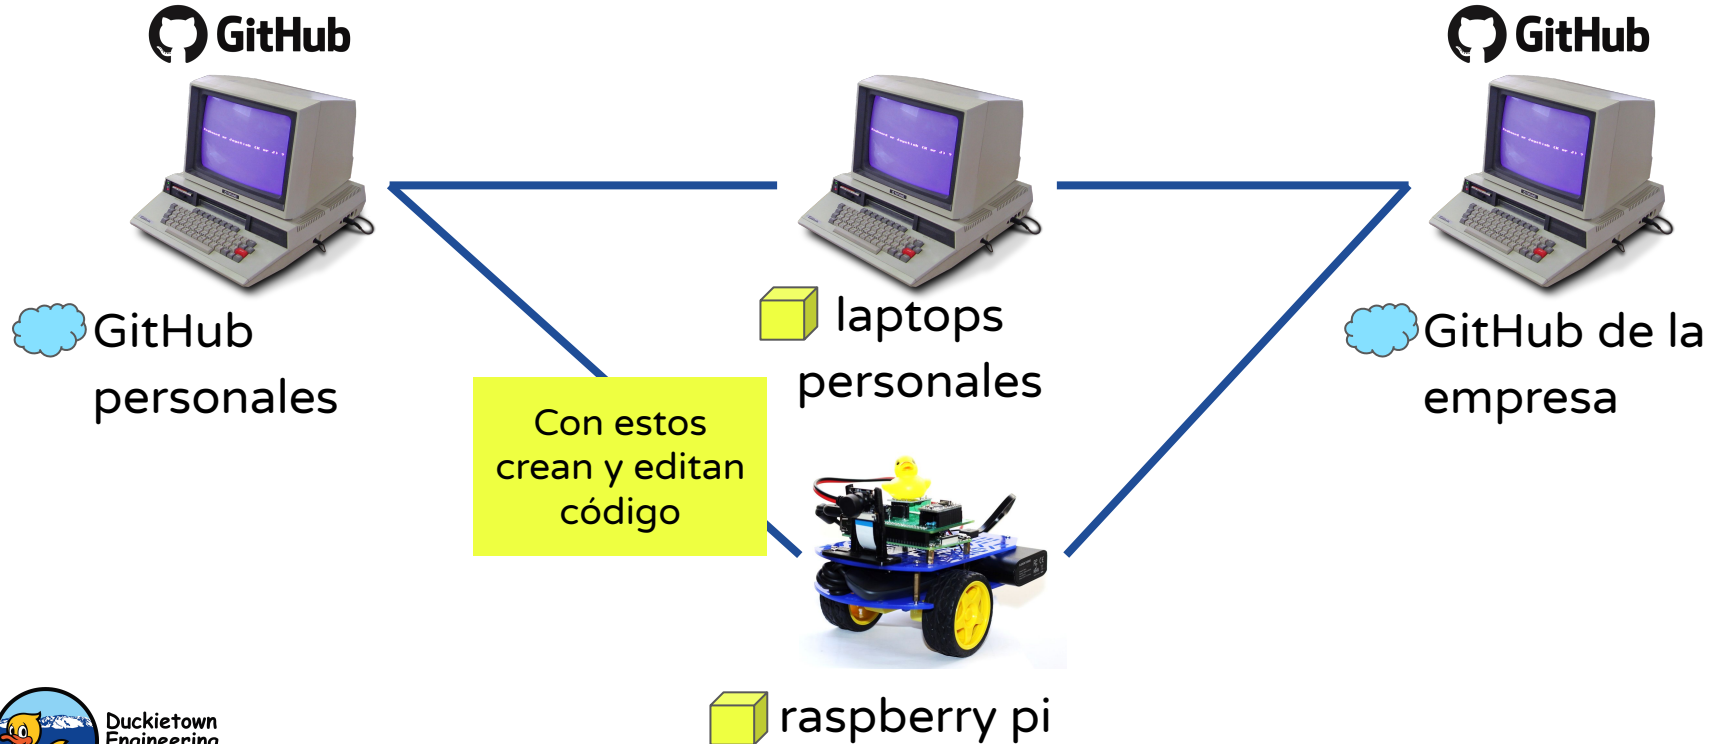 GitHub
GitHub
GitHub
personales
laptops
personales
GitHub de la
empresa
Con estos
crean y editan
código
raspberry pi
Duckietown
Engineering